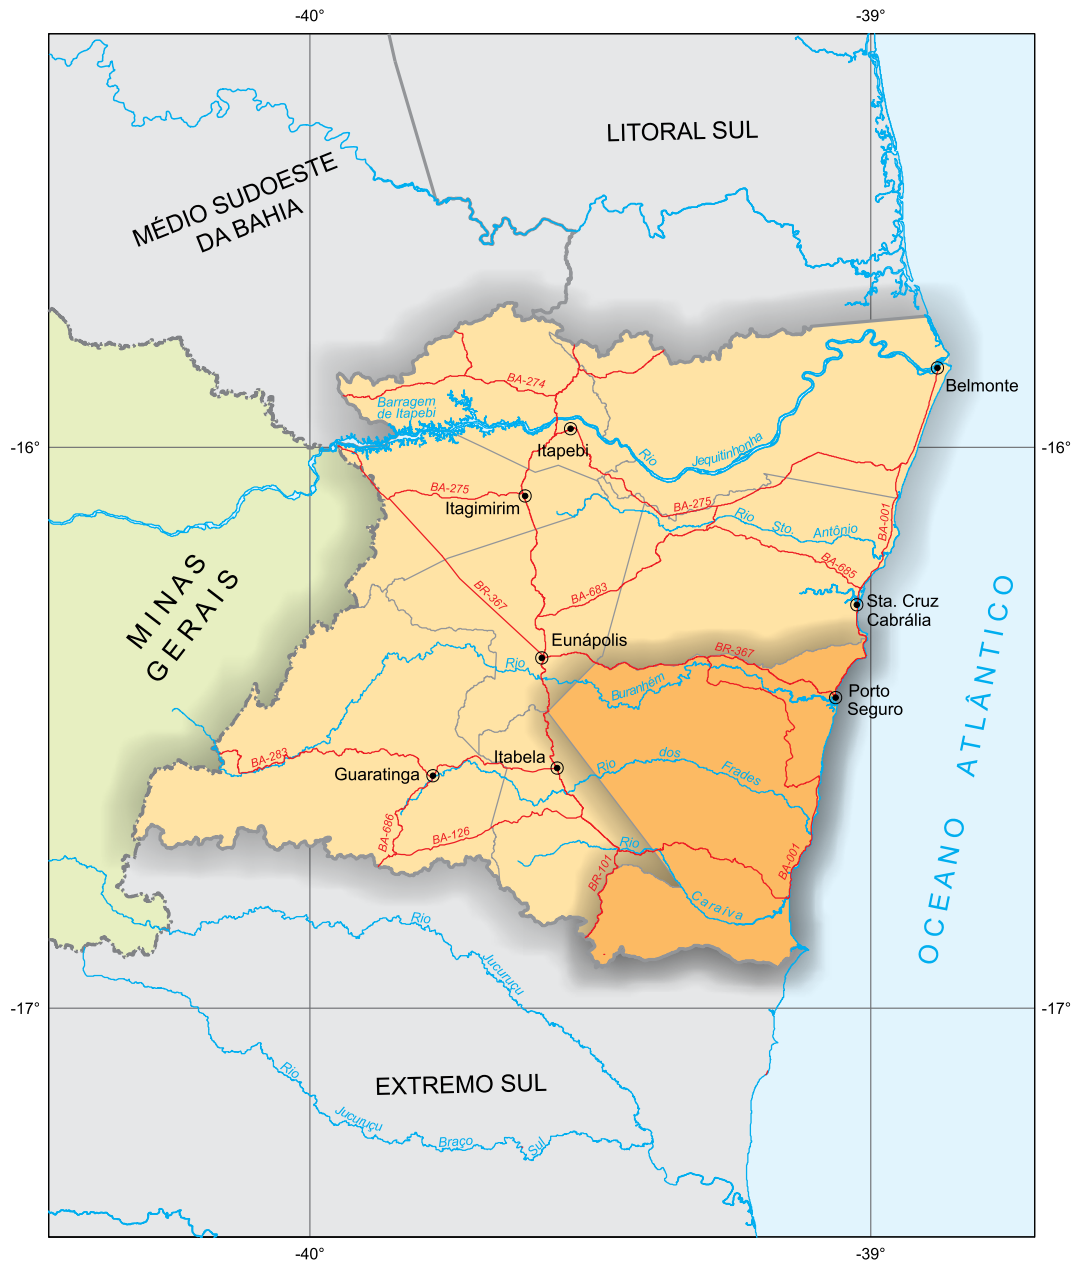 -40°
-39°
LITORAL SUL
MÉDIO SUDOESTE
DA BAHIA
BA-274
Barragem
de Itapebi
Belmonte
-16°
-16°
Itapebi
Rio
Jequitinhonha
BA-275
Itagimirim
BA-275
Rio
Sto.
Antônio
BA-001
MINAS
GERAIS
BR-367
BA-683
BA-685
Sta. Cruz
Cabrália
Eunápolis
BR-367
Rio
Buranhém
Porto
Seguro
OCEANO ATLÂNTICO
BA-283
Guaratinga
Itabela
Rio
dos
Frades
BA-686
BA-126
Rio
BR-101
BA-001
Caraíva
Rio
Jucuruçu
-17°
-17°
EXTREMO SUL
Rio
Jucuruçu
Braço
Sul
-40°
-39°